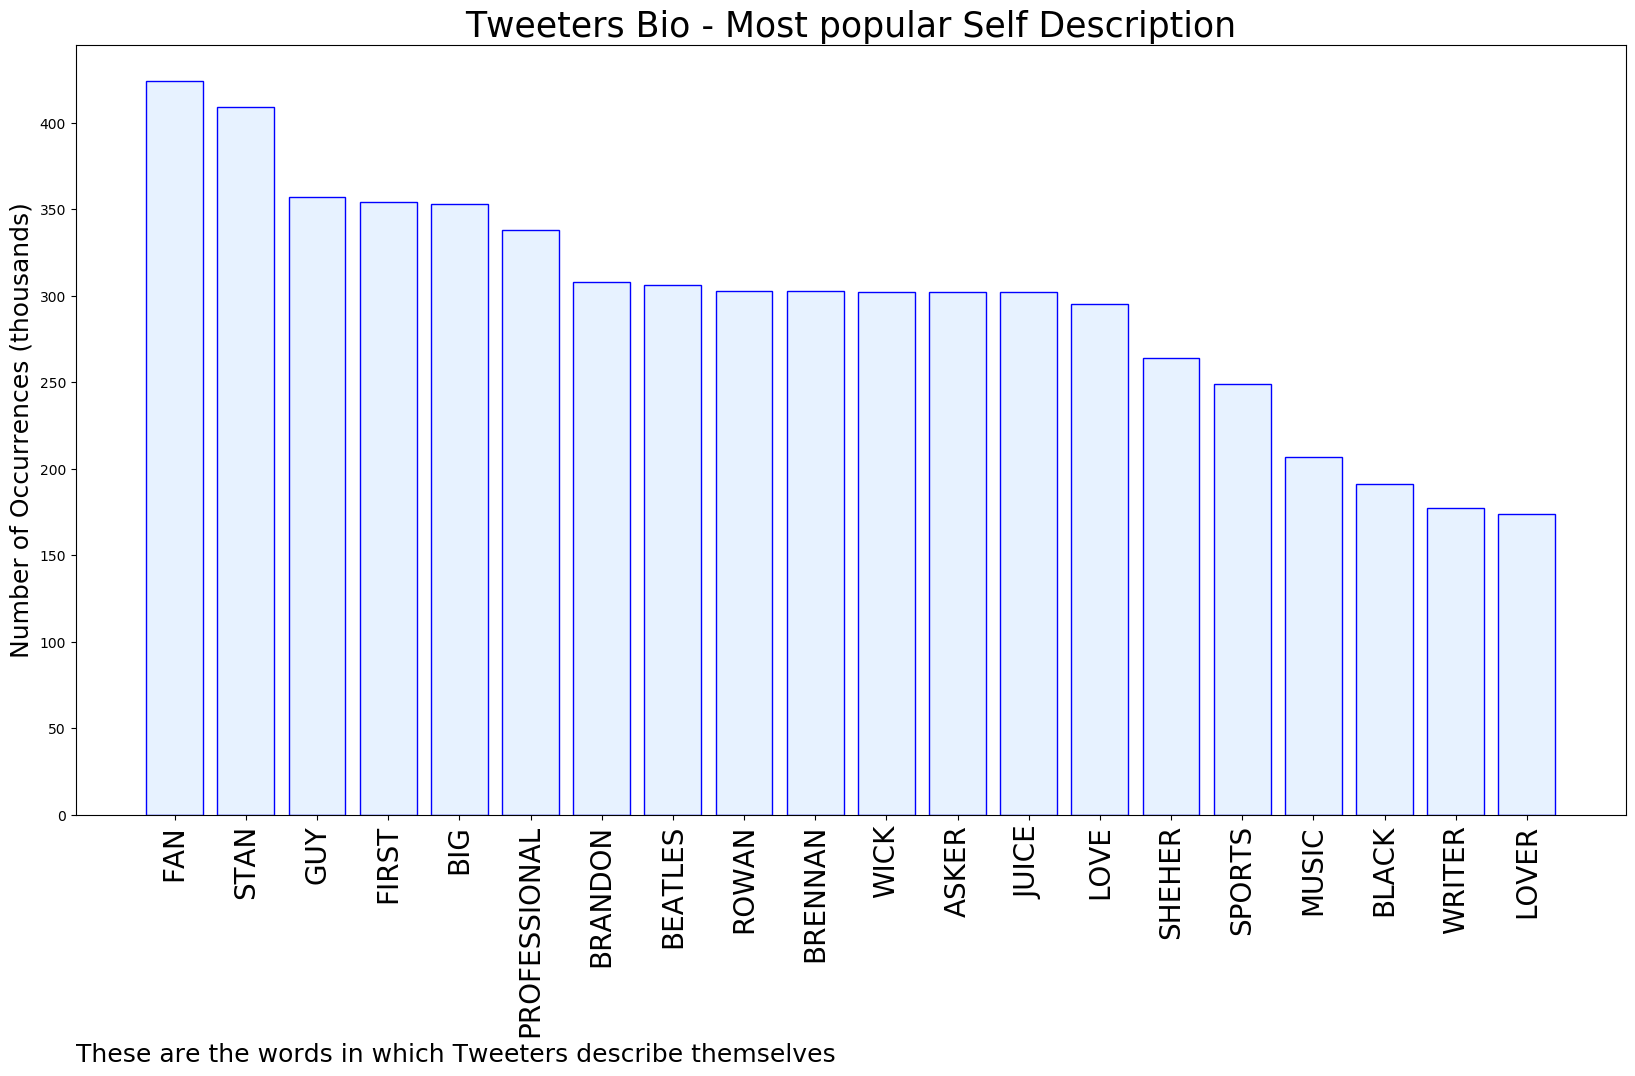 Tweeters Bio - Most popular Self Description
Number of Occurrences (thousands)
400
350
300
250
200
150
100
50
0
FAN
STAN
GUY
FIRST
BIG
PROFESSIONAL
BRANDON
BEATLES
ROWAN
BRENNAN
WICK
ASKER
JUICE
LOVE
SHEHER
SPORTS
MUSIC
BLACK
WRITER
LOVER
These are the words in which Tweeters describe themselves